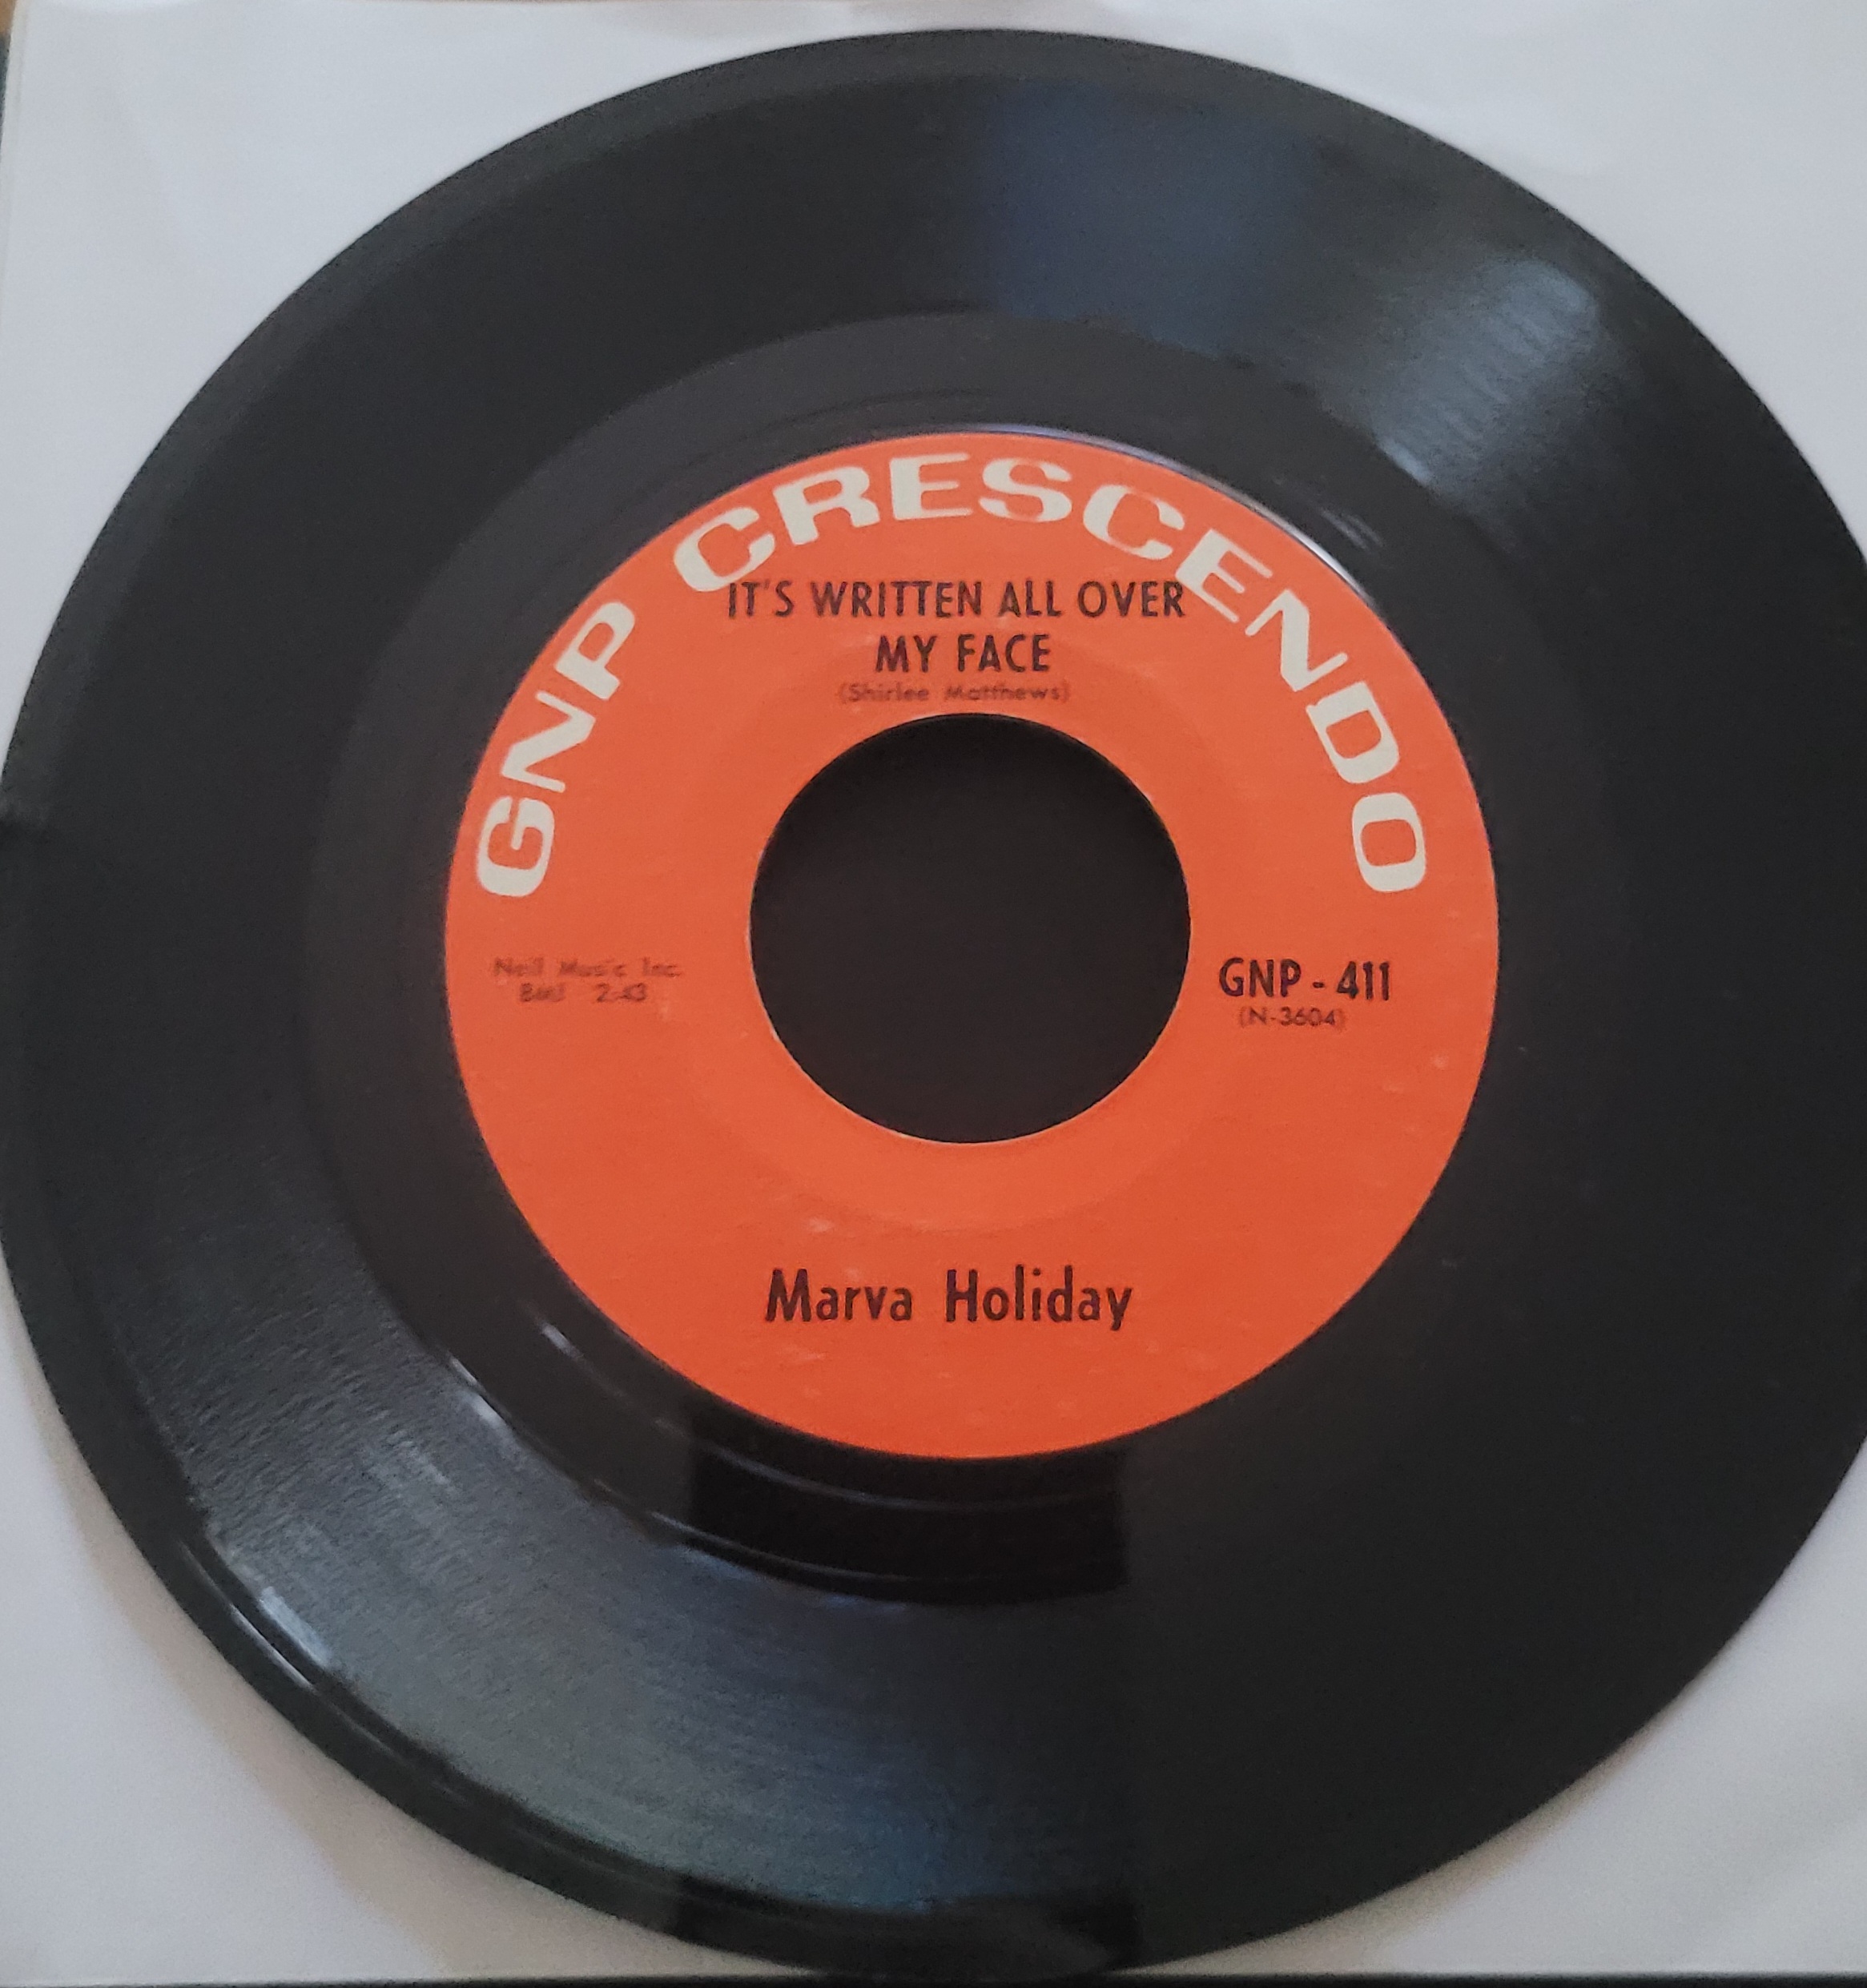 GNP CRESCENDO
IT'S WRITTEN ALL OVER
MY FACE
(Shirlee Matthews)
Neil Music Inc.
BMI 2:43
GNP - 411
(N-3604)
Marva Holiday